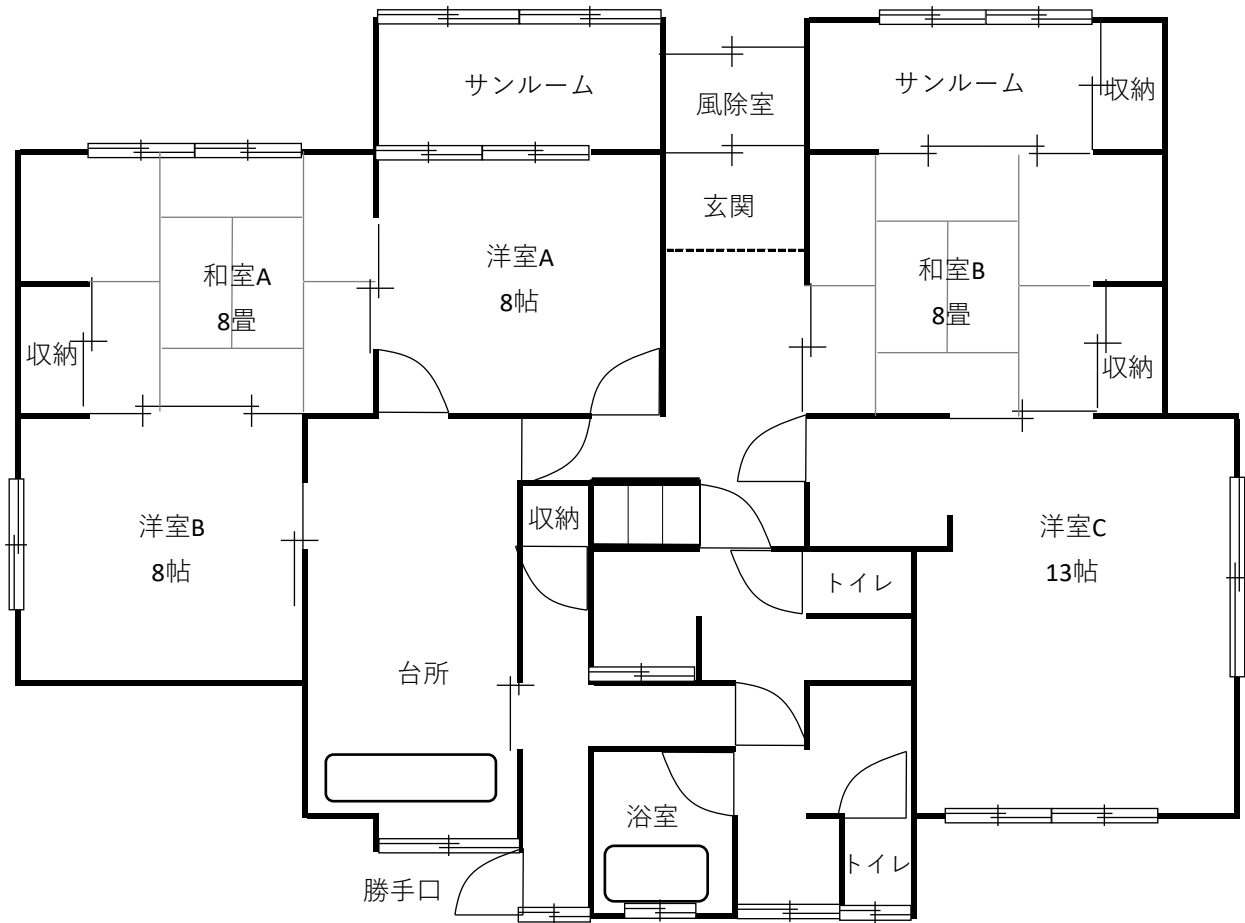 サンルーム
風除室
サンルーム
収納
玄関
和室A
8畳
洋室A
8帖
和室B
8畳
収納
収納
洋室B
8帖
収納
洋室C
13帖
トイレ
台所
浴室
トイレ
勝手口